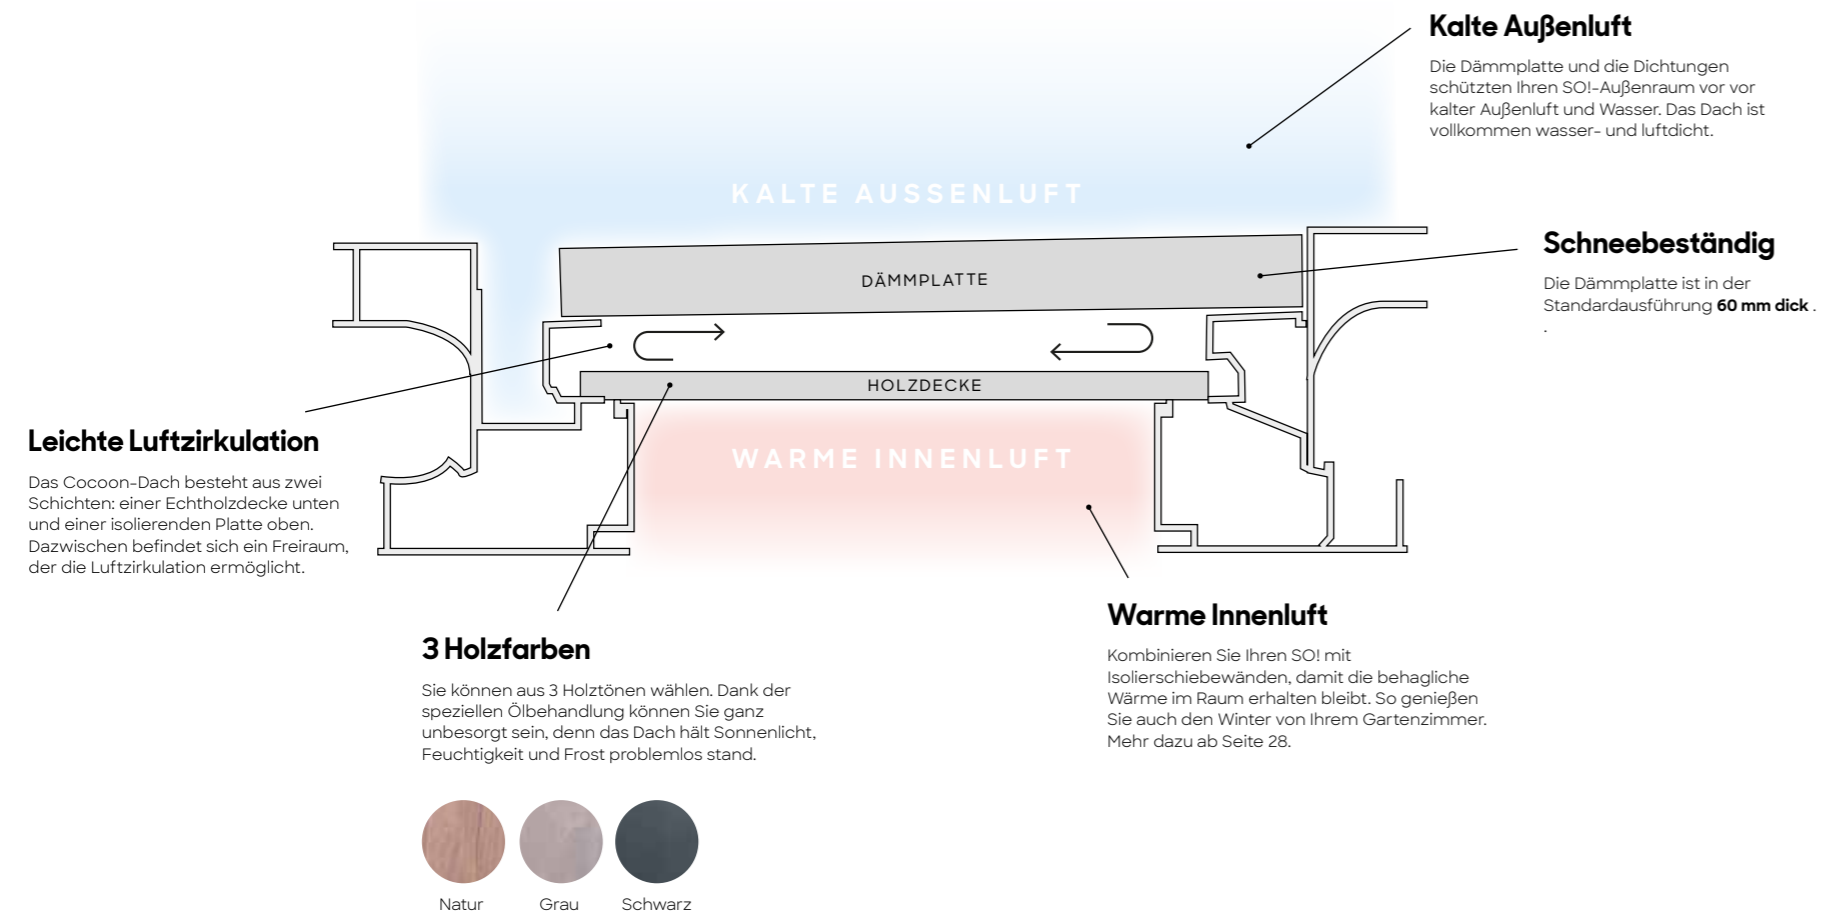 Kalte Außenluft
Die Dämmplatte und die Dichtungen
schützten Ihren SO!-Außenraum vor vor
kalter Außenluft und Wasser. Das Dach ist
vollkommen wasser- und luftdicht.
KALTE AUSSENLUFT
Schneebeständig
Die Dämmplatte ist in der
Standardausführung 60 mm dick .
.
DÄMMPLATTE
HOLZDECKE
WARME INNENLUFT
Leichte Luftzirkulation
Das Cocoon-Dach besteht aus zwei
Schichten: einer Echtholzdecke unten
und einer isolierenden Platte oben.
Dazwischen befindet sich ein Freiraum,
der die Luftzirkulation ermöglicht.
3 Holzfarben
Sie können aus 3 Holztönen wählen. Dank der
speziellen Ölbehandlung können Sie ganz
unbesorgt sein, denn das Dach hält Sonnenlicht,
Feuchtigkeit und Frost problemlos stand.
Natur
Grau
Schwarz
Warme Innenluft
Kombinieren Sie Ihren SO! mit
Isolierschiebewänden, damit die behagliche
Wärme im Raum erhalten bleibt. So genießen
Sie auch den Winter von Ihrem Gartenzimmer.
Mehr dazu ab Seite 28.